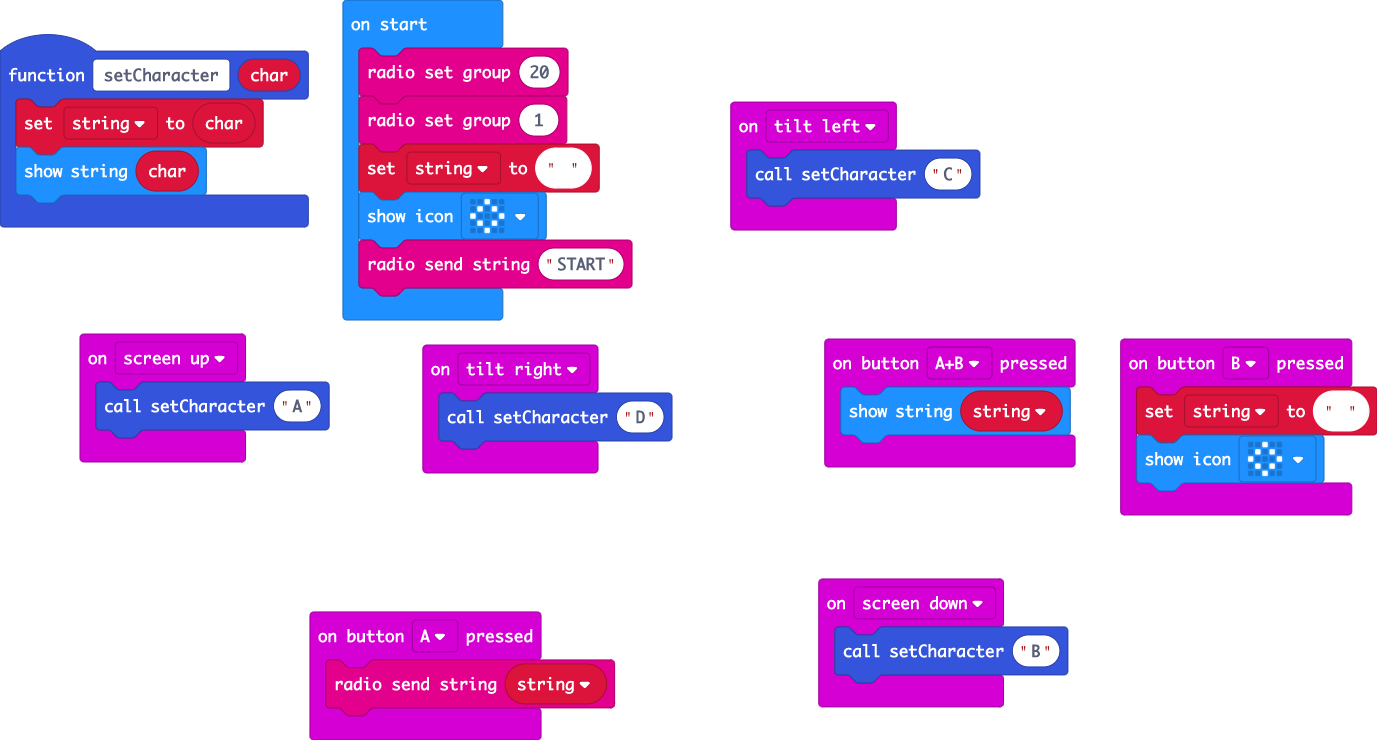 function setCharacter char
set string to char
show string char
on start
radio set group 20
radio set group 1
set string to " "
show icon
radio send string "START"
on tilt left
call setCharacter "C"
on screen up
call setCharacter "A"
on tilt right
call setCharacter "D"
on button A+B pressed
show string string
on button B pressed
set string to " "
show icon
on button A pressed
radio send string string
on screen down
call setCharacter "B"